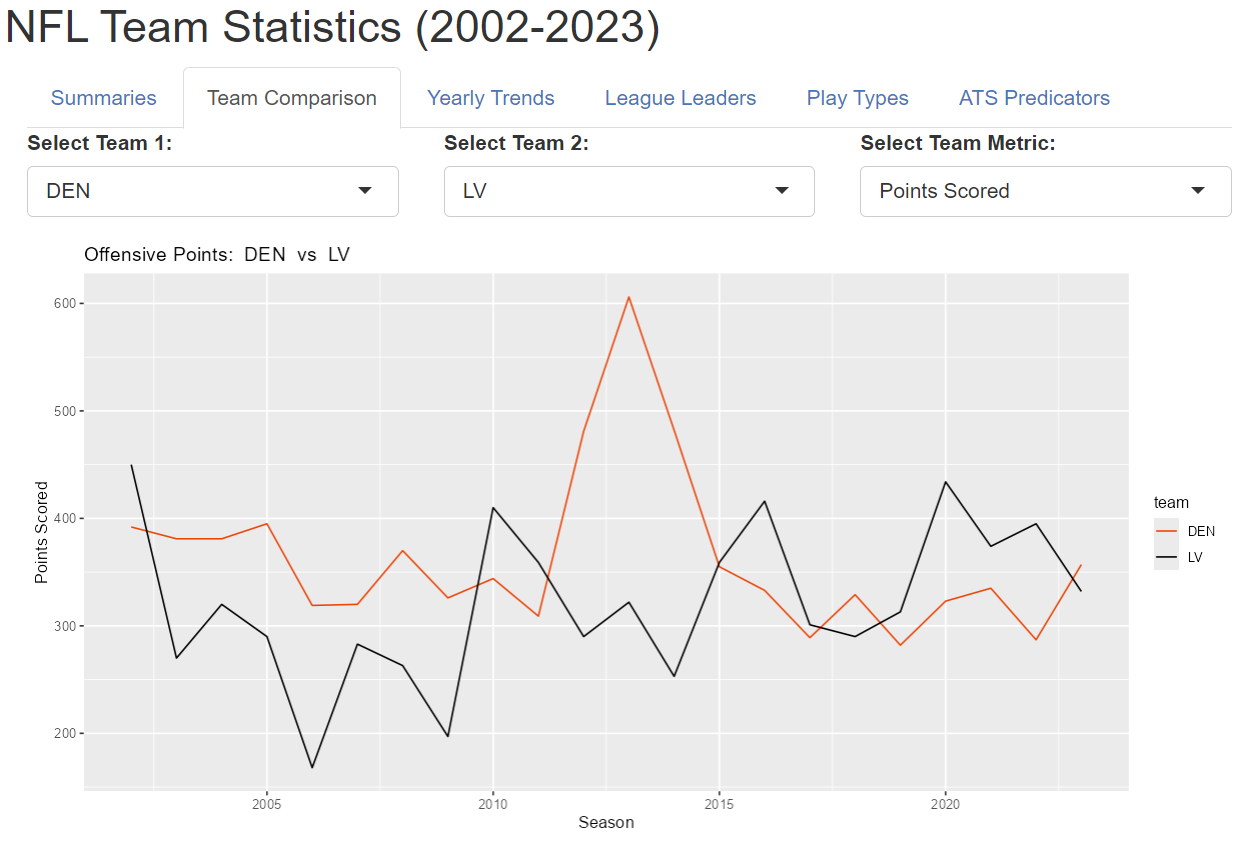 NFL Team Statistics (2002-2023)
Summaries Team Comparison Yearly Trends League Leaders Play Types ATS Predicators
Select Team 1: Select Team 2: Select Team Metric:
DEN LV Points Scored
Offensive Points: DEN vs LV
600
500
400
300
200
Points Scored
2005 2010 2015 2020
Season
team
DEN
LV